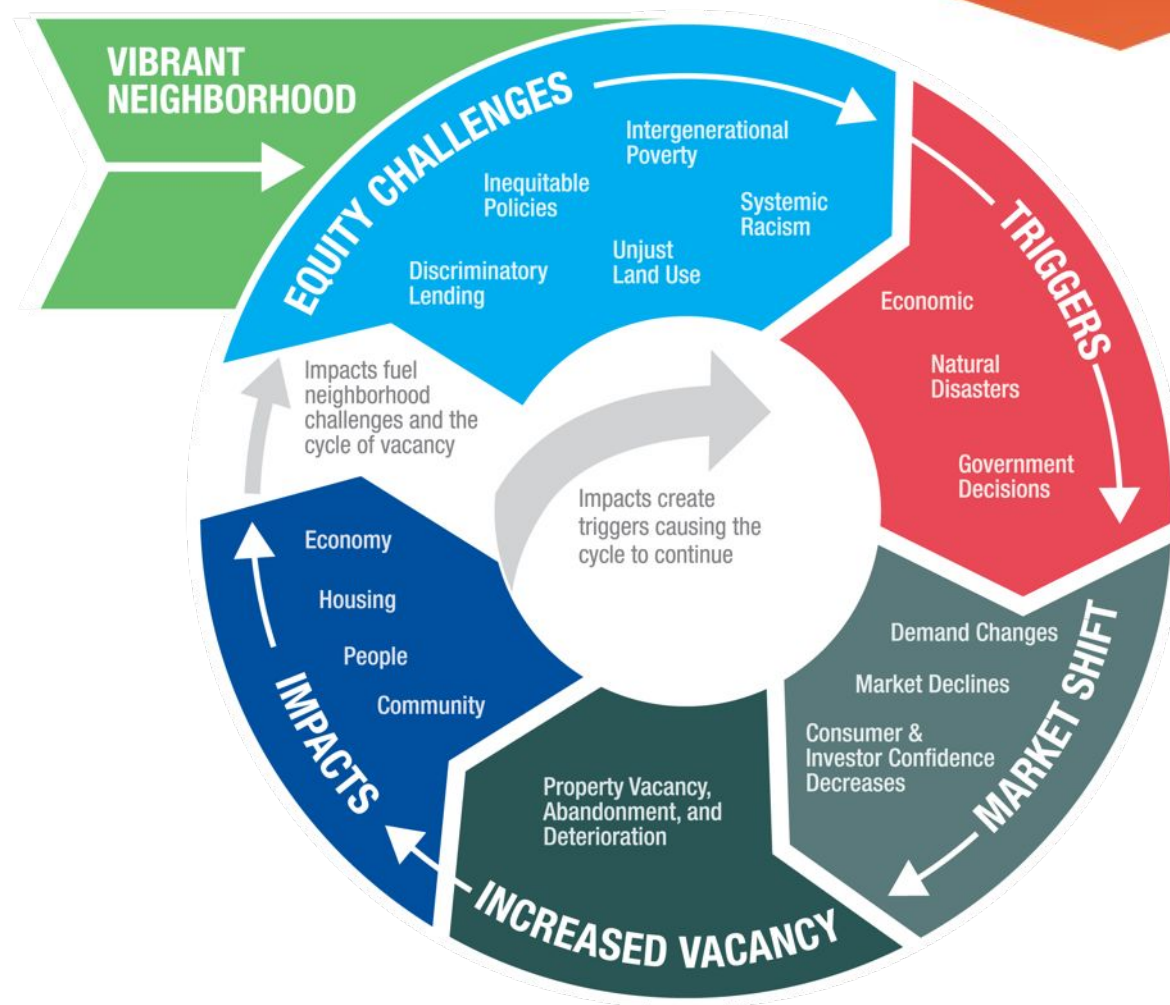 VIBRANT
NEIGHBORHOOD
EQUITY CHALLENGES
Intergenerational
Poverty
Inequitable
Policies
Systemic
Racism
Unjust
Land Use
Discriminatory
Lending
TRIGGERS
Economic
Natural
Disasters
Government
Decisions
Impacts fuel
neighborhood
challenges and the
cycle of vacancy
Impacts create
triggers causing the
cycle to continue
MARKET SHIFT
Demand Changes
Market Declines
Consumer &
Investor Confidence
Decreases
INCREASED VACANCY
Property Vacancy,
Abandonment, and
Deterioration
IMPACTS
Economy
Housing
People
Community